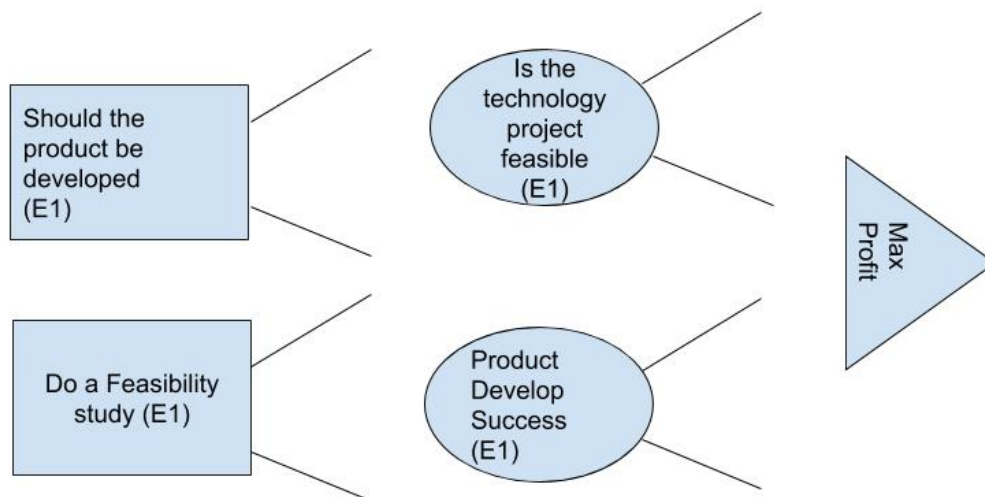 Should the
product be
developed
(E1)
Is the
technology
project
feasible
(E1)
Max
Profit
Do a Feasibility
study (E1)
Product
Develop
Success
(E1)